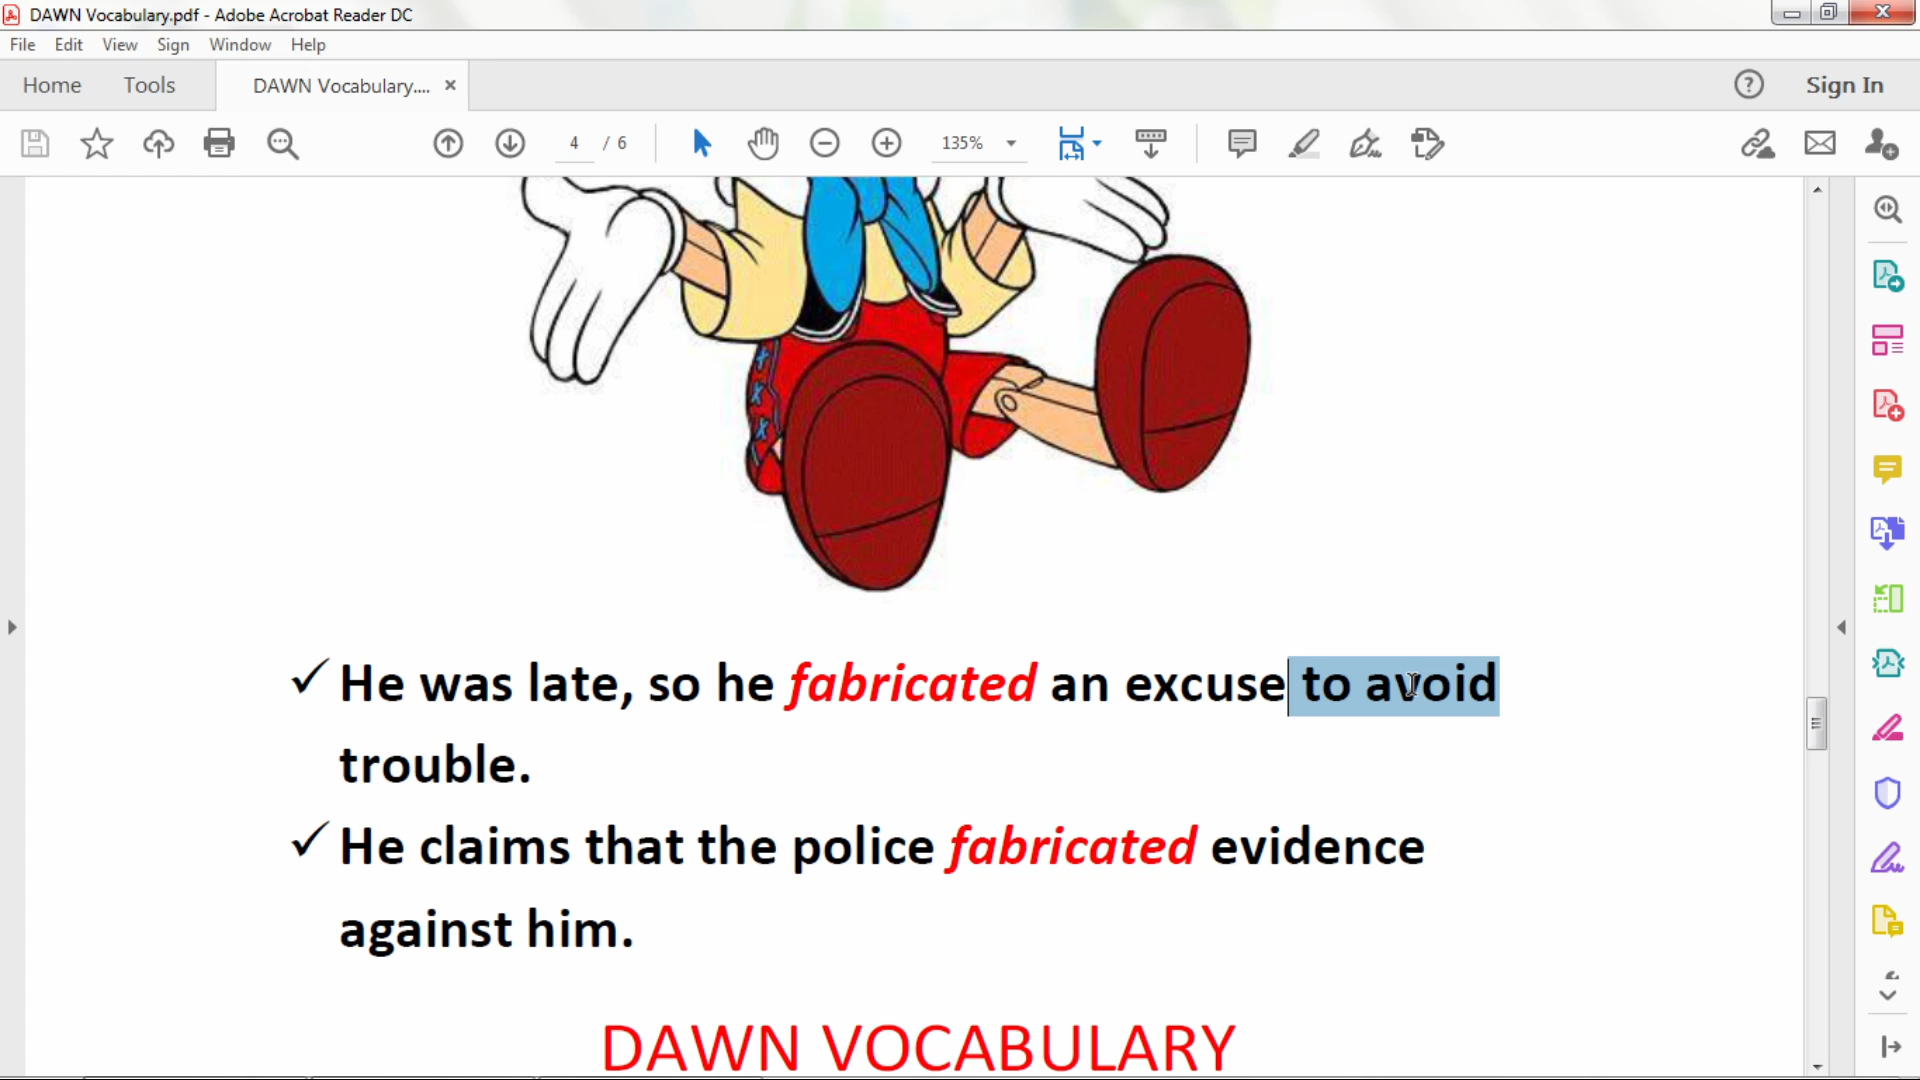 DAWN Vocabulary.pdf - Adobe Acrobat Reader DC
File Edit View Sign Window Help
Home Tools DAWN Vocabulary.... × Sign In
4 / 6 135%
✓ He was late, so he fabricated an excuse to avoid
trouble.
✓ He claims that the police fabricated evidence
against him.
DAWN VOCABULARY